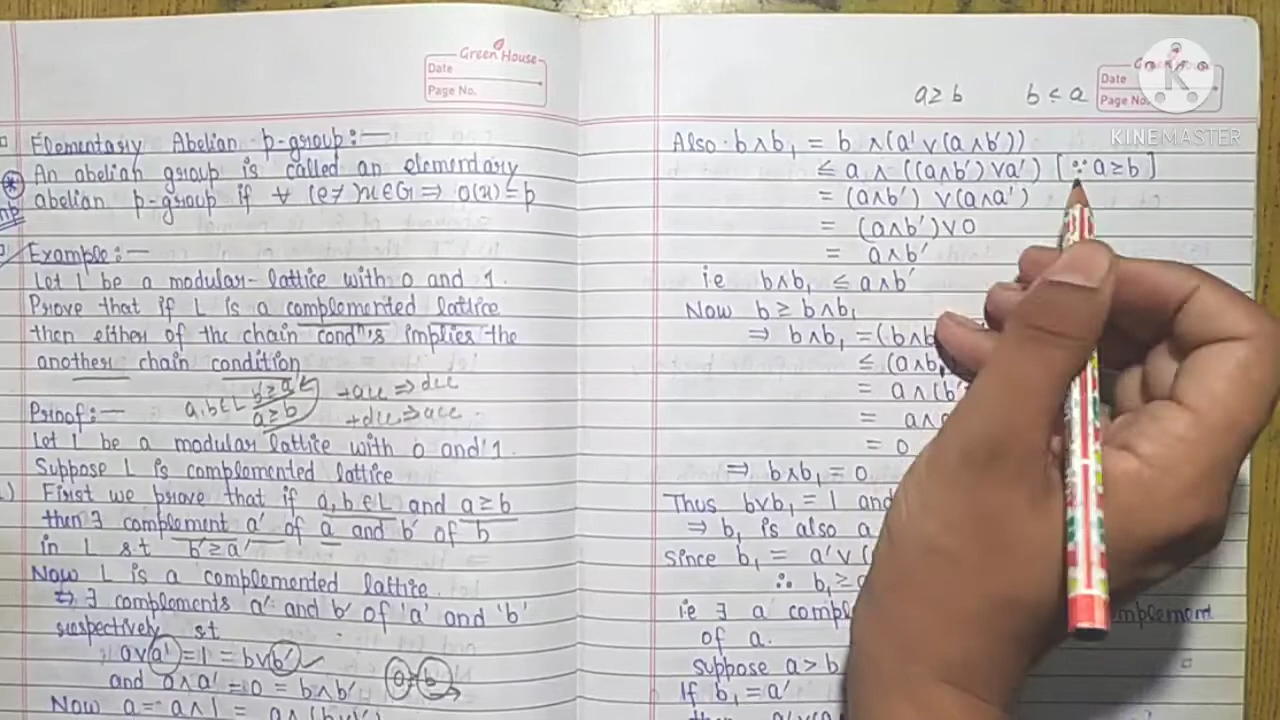 Green House
Date
Page No.
Elementary Abelian p-group:—
An abelian group is called an elemendary
abelian p-group if ∀ (e≠)x∈G ⇒ o(x)=p
Example:—
Let L be a modular-lattice with 0 and 1.
Prove that if L is a complemented lattice
then either of the chain condⁿ's implies the
another chain condition
b≥a
a,b∈L
a≥b
→acc ⇒ dcc
→dcc ⇒ acc
Proof:—
Let L be a modular lattice with 0 and 1.
Suppose L is complemented lattice
First we prove that if a,b∈L and a≥b
then ∃ complement a' of a and b' of b
in L s.t b'≥a'
Now L is a complemented lattice.
⇒ ∃ complements a' and b' of 'a' and 'b'
respectively st
a∨a' = 1 = b∨b'
and a∧a' = 0 = b∧b'
a b
Now a = a∧1 = a∧(b∨b')
Date
Page No.
KINEMASTER
a≥b b≤a
Also b∧b₁ = b∧(a'∨(a∧b'))
≤ a∧((a∧b')∨a') [∵ a≥b]
= (a∧b')∨(a∧a')
= (a∧b')∨0
= a∧b'
ie b∧b₁ ≤ a∧b'
Now b ≥ b∧b₁
⇒ b∧b₁ = (b∧b
≤ (a∧b
= a∧(b'
= a∧
= 0
⇒ b∧b₁ = 0
Thus b∨b₁ = 1 and
⇒ b₁ is also a
Since b₁ = a'∨(
∴ b₁≥
ie ∃ a compl omplement
of a.
Suppose a>b
If b₁ = a'